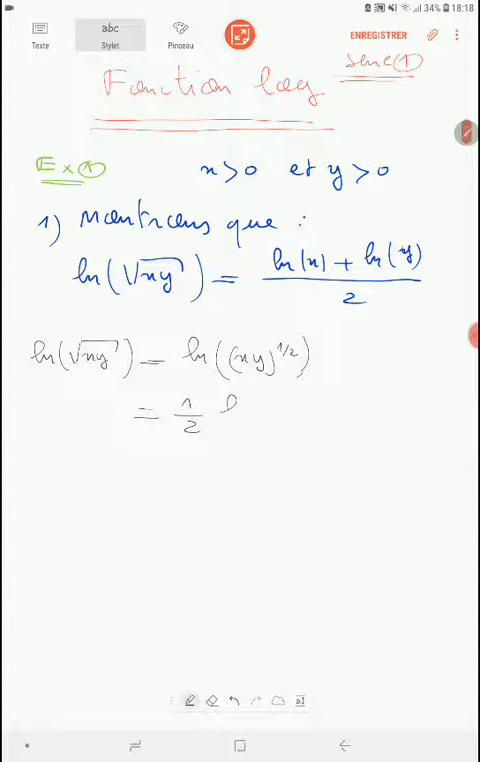 34% 18:18
abc
ENREGISTRER
Texte Stylet Pinceau
Fonction log serie (1)
Ex (1) x>0 et y>0
1) Montrons que :
ln(√xy) = (ln(x) + ln(y))/2
ln(√xy) = ln((xy)^1/2)
= 1/2 l